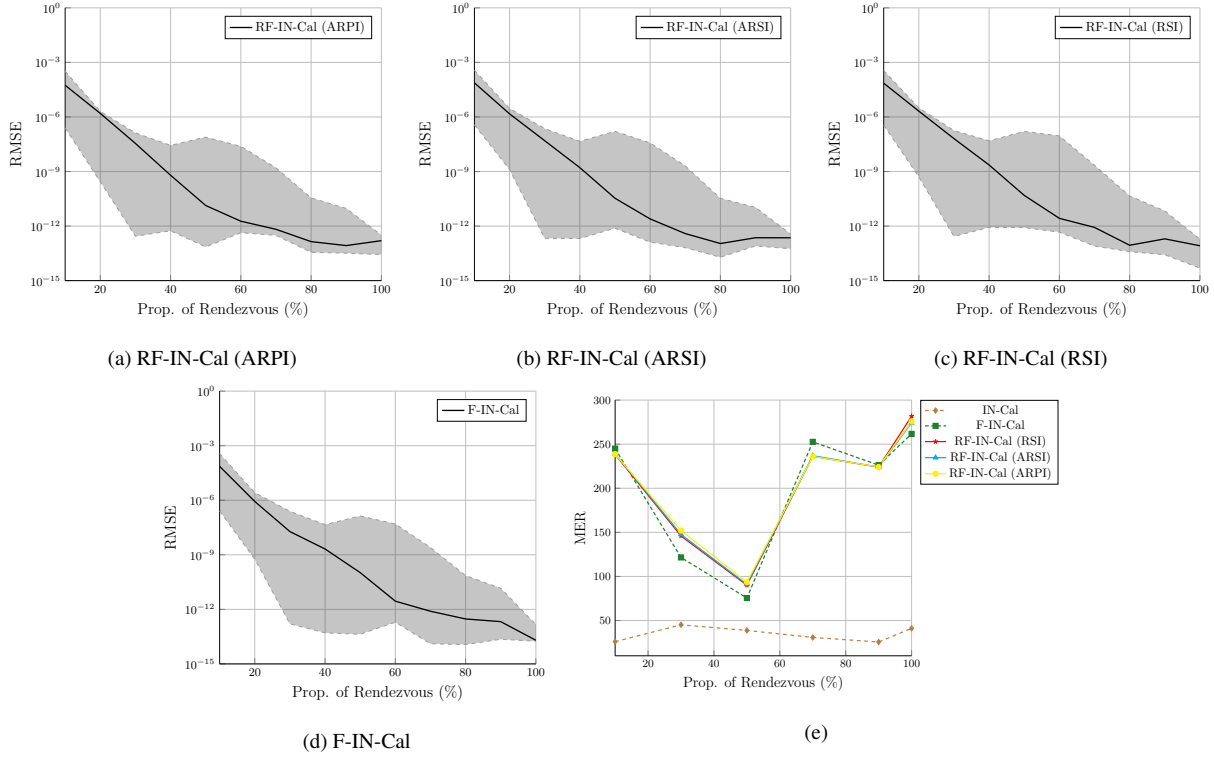 RF-IN-Cal (ARPI)
10^0
10^−3
10^−6
10^−9
10^−12
10^−15
RMSE
20 40 60 80 100
Prop. of Rendezvous (%)
(a) RF-IN-Cal (ARPI)
RF-IN-Cal (ARSI)
10^0
10^−3
10^−6
10^−9
10^−12
10^−15
RMSE
20 40 60 80 100
Prop. of Rendezvous (%)
(b) RF-IN-Cal (ARSI)
RF-IN-Cal (RSI)
10^0
10^−3
10^−6
10^−9
10^−12
10^−15
RMSE
20 40 60 80 100
Prop. of Rendezvous (%)
(c) RF-IN-Cal (RSI)
F-IN-Cal
10^0
10^−3
10^−6
10^−9
10^−12
10^−15
RMSE
20 40 60 80 100
Prop. of Rendezvous (%)
(d) F-IN-Cal
300
250
200
150
100
50
MER
20 40 60 80 100
Prop. of Rendezvous (%)
IN-Cal
F-IN-Cal
RF-IN-Cal (RSI)
RF-IN-Cal (ARSI)
RF-IN-Cal (ARPI)
(e)